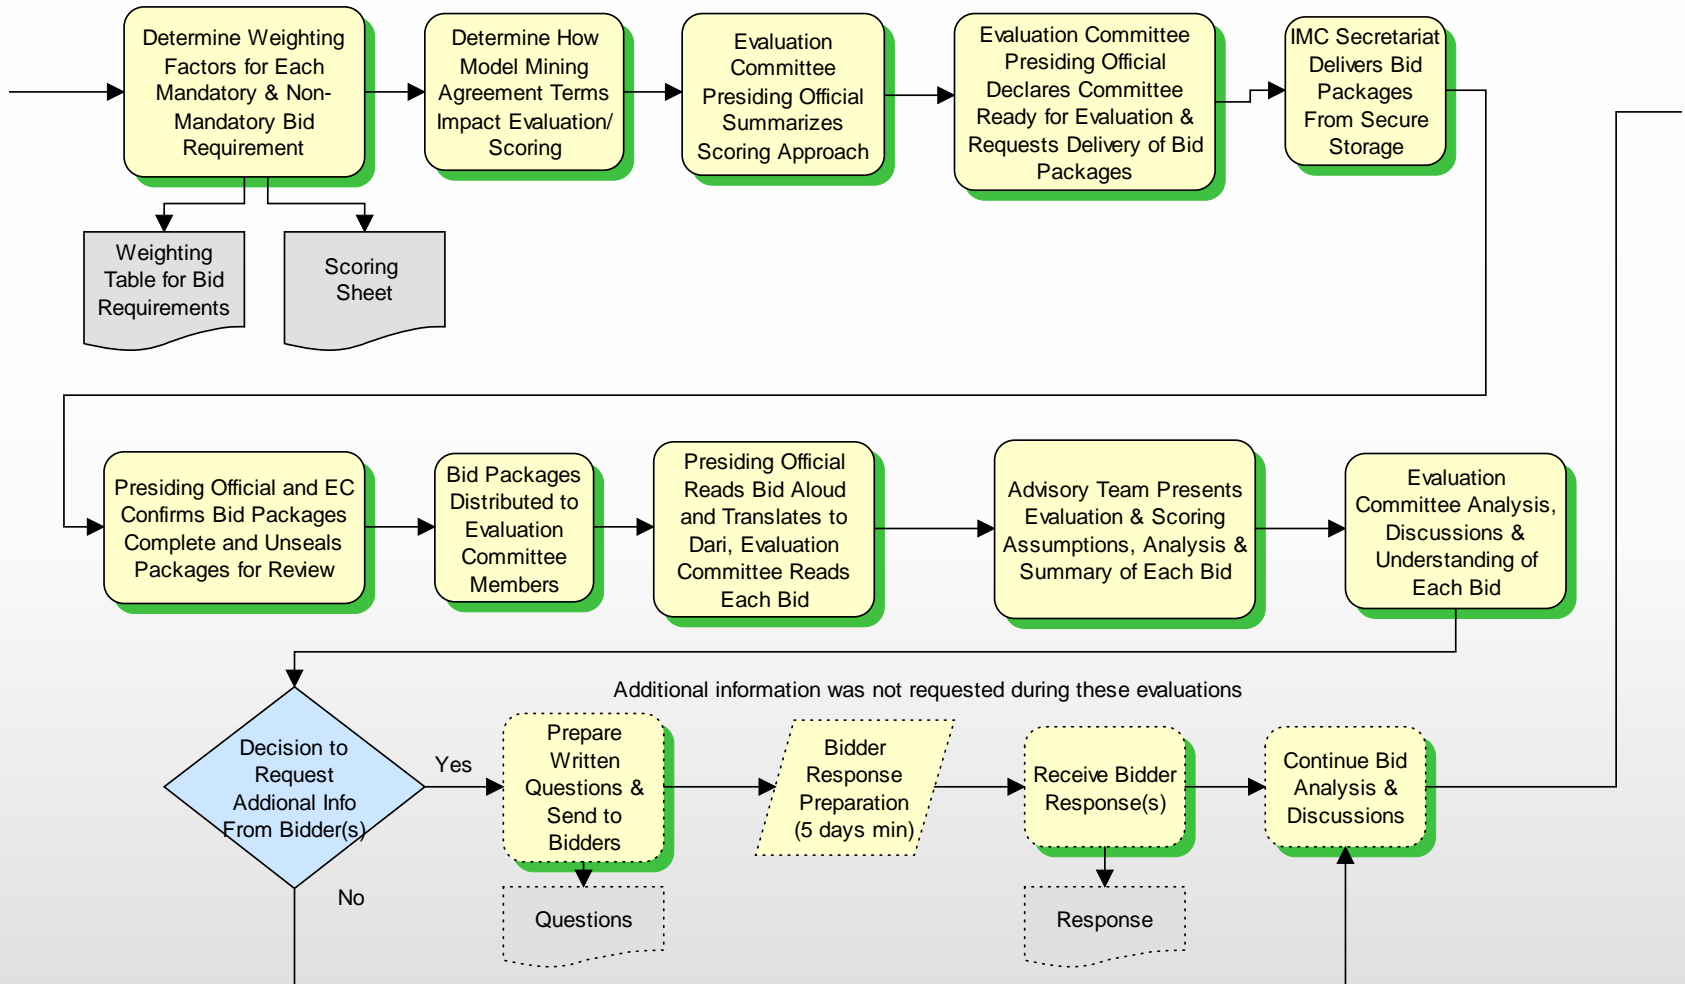 Determine Weighting
Factors for Each
Mandatory & Non-
Mandatory Bid
Requirement
Determine How
Model Mining
Agreement Terms
Impact Evaluation/
Scoring
Evaluation
Committee
Presiding Official
Summarizes
Scoring Approach
Evaluation Committee
Presiding Official
Declares Committee
Ready for Evaluation &
Requests Delivery of Bid
Packages
IMC Secretariat
Delivers Bid
Packages
From Secure
Storage
Weighting
Table for Bid
Requirements
Scoring
Sheet
Presiding Official and EC
Confirms Bid Packages
Complete and Unseals
Packages for Review
Bid Packages
Distributed to
Evaluation
Committee
Members
Presiding Official
Reads Bid Aloud
and Translates to
Dari, Evaluation
Committee Reads
Each Bid
Advisory Team Presents
Evaluation & Scoring
Assumptions, Analysis &
Summary of Each Bid
Evaluation
Committee Analysis,
Discussions &
Understanding of
Each Bid
Additional information was not requested during these evaluations
Decision to
Request
Addional Info
From Bidder(s)
Yes
No
Prepare
Written
Questions &
Send to
Bidders
Bidder
Response
Preparation
(5 days min)
Receive Bidder
Response(s)
Continue Bid
Analysis &
Discussions
Questions
Response